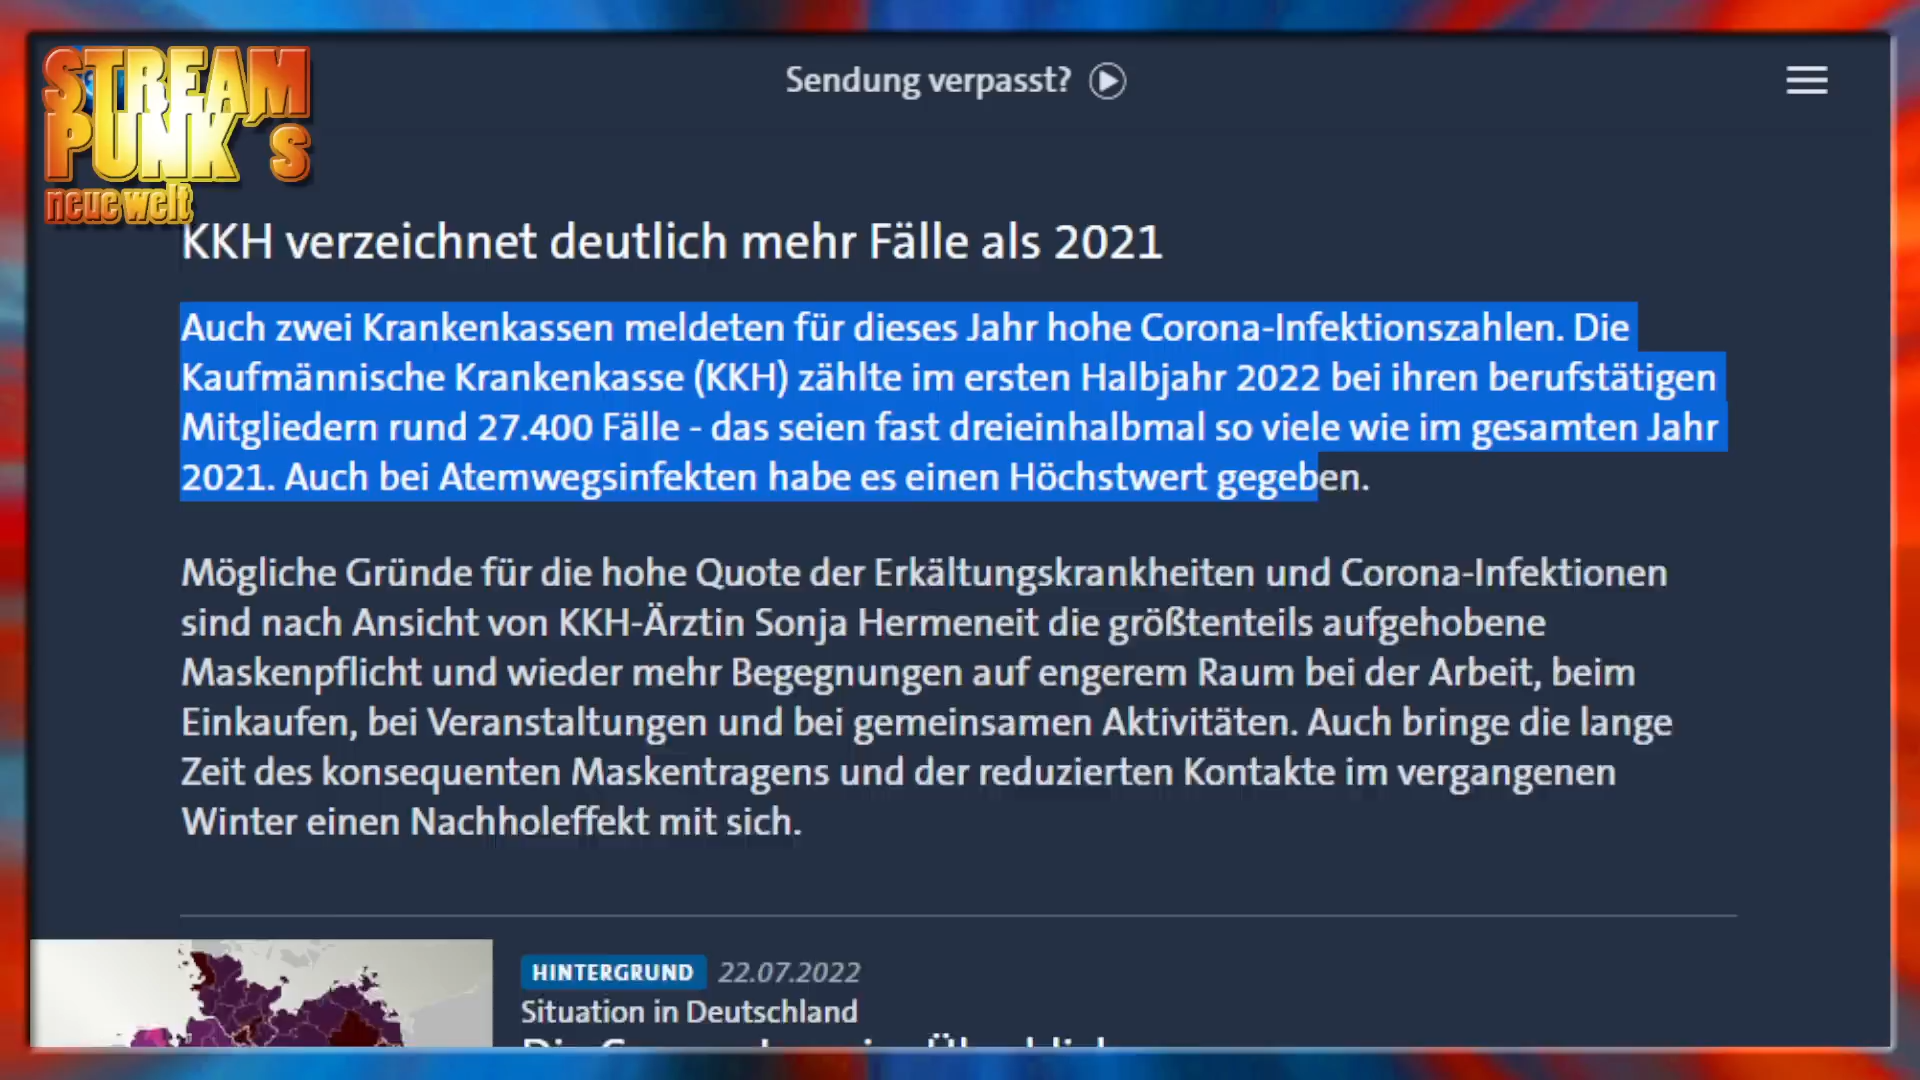 STREAM
PUNK´s
neue welt
Sendung verpasst?
KKH verzeichnet deutlich mehr Fälle als 2021
Auch zwei Krankenkassen meldeten für dieses Jahr hohe Corona-Infektionszahlen. Die
Kaufmännische Krankenkasse (KKH) zählte im ersten Halbjahr 2022 bei ihren berufstätigen
Mitgliedern rund 27.400 Fälle - das seien fast dreieinhalbmal so viele wie im gesamten Jahr
2021. Auch bei Atemwegsinfekten habe es einen Höchstwert gegeben.
Mögliche Gründe für die hohe Quote der Erkältungskrankheiten und Corona-Infektionen
sind nach Ansicht von KKH-Ärztin Sonja Hermeneit die größtenteils aufgehobene
Maskenpflicht und wieder mehr Begegnungen auf engerem Raum bei der Arbeit, beim
Einkaufen, bei Veranstaltungen und bei gemeinsamen Aktivitäten. Auch bringe die lange
Zeit des konsequenten Maskentragens und der reduzierten Kontakte im vergangenen
Winter einen Nachholeffekt mit sich.
HINTERGRUND 22.07.2022
Situation in Deutschland